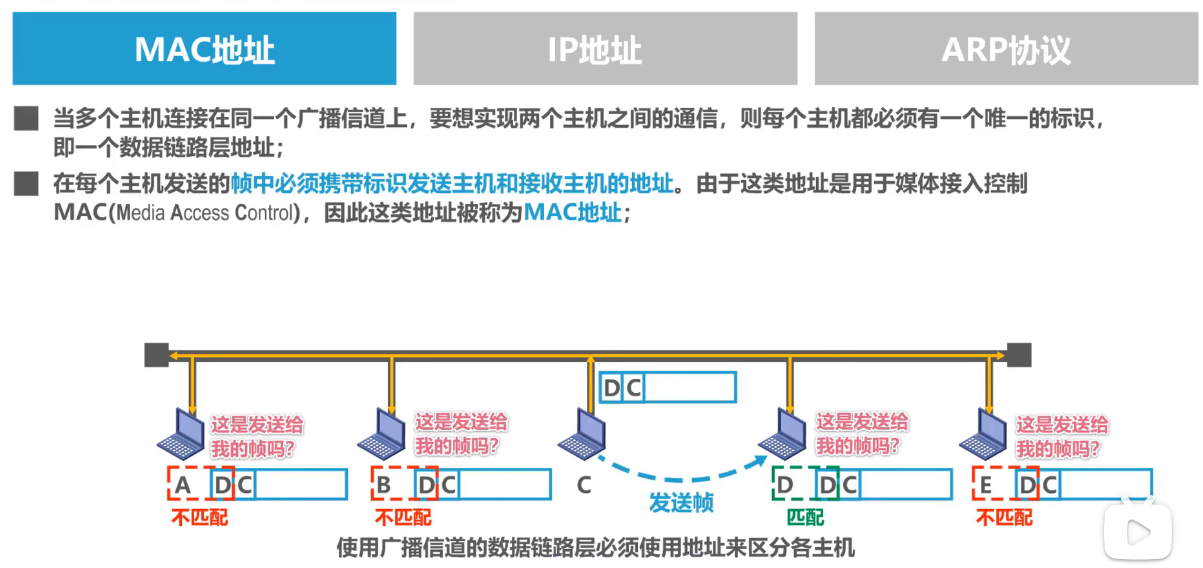 MAC地址
IP地址
ARP协议
当多个主机连接在同一个广播信道上，要想实现两个主机之间的通信，则每个主机都必须有一个唯一的标识，
即一个数据链路层地址；
在每个主机发送的帧中必须携带标识发送主机和接收主机的地址。由于这类地址是用于媒体接入控制
MAC(Media Access Control)，因此这类地址被称为MAC地址；
D C
这是发送给
我的帧吗?
这是发送给
我的帧吗?
这是发送给
我的帧吗?
这是发送给
我的帧吗?
A D C
B D C
C
D D C
E D C
发送帧
不匹配
不匹配
匹配
不匹配
使用广播信道的数据链路层必须使用地址来区分各主机